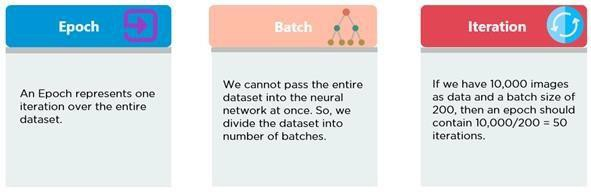 Epoch
An Epoch represents one
iteration over the entire
dataset.
Batch
We cannot pass the entire
dataset into the neural
network at once. So, we
divide the dataset into
number of batches.
Iteration
If we have 10,000 images
as data and a batch size of
200, then an epoch should
contain 10,000/200 = 50
iterations.